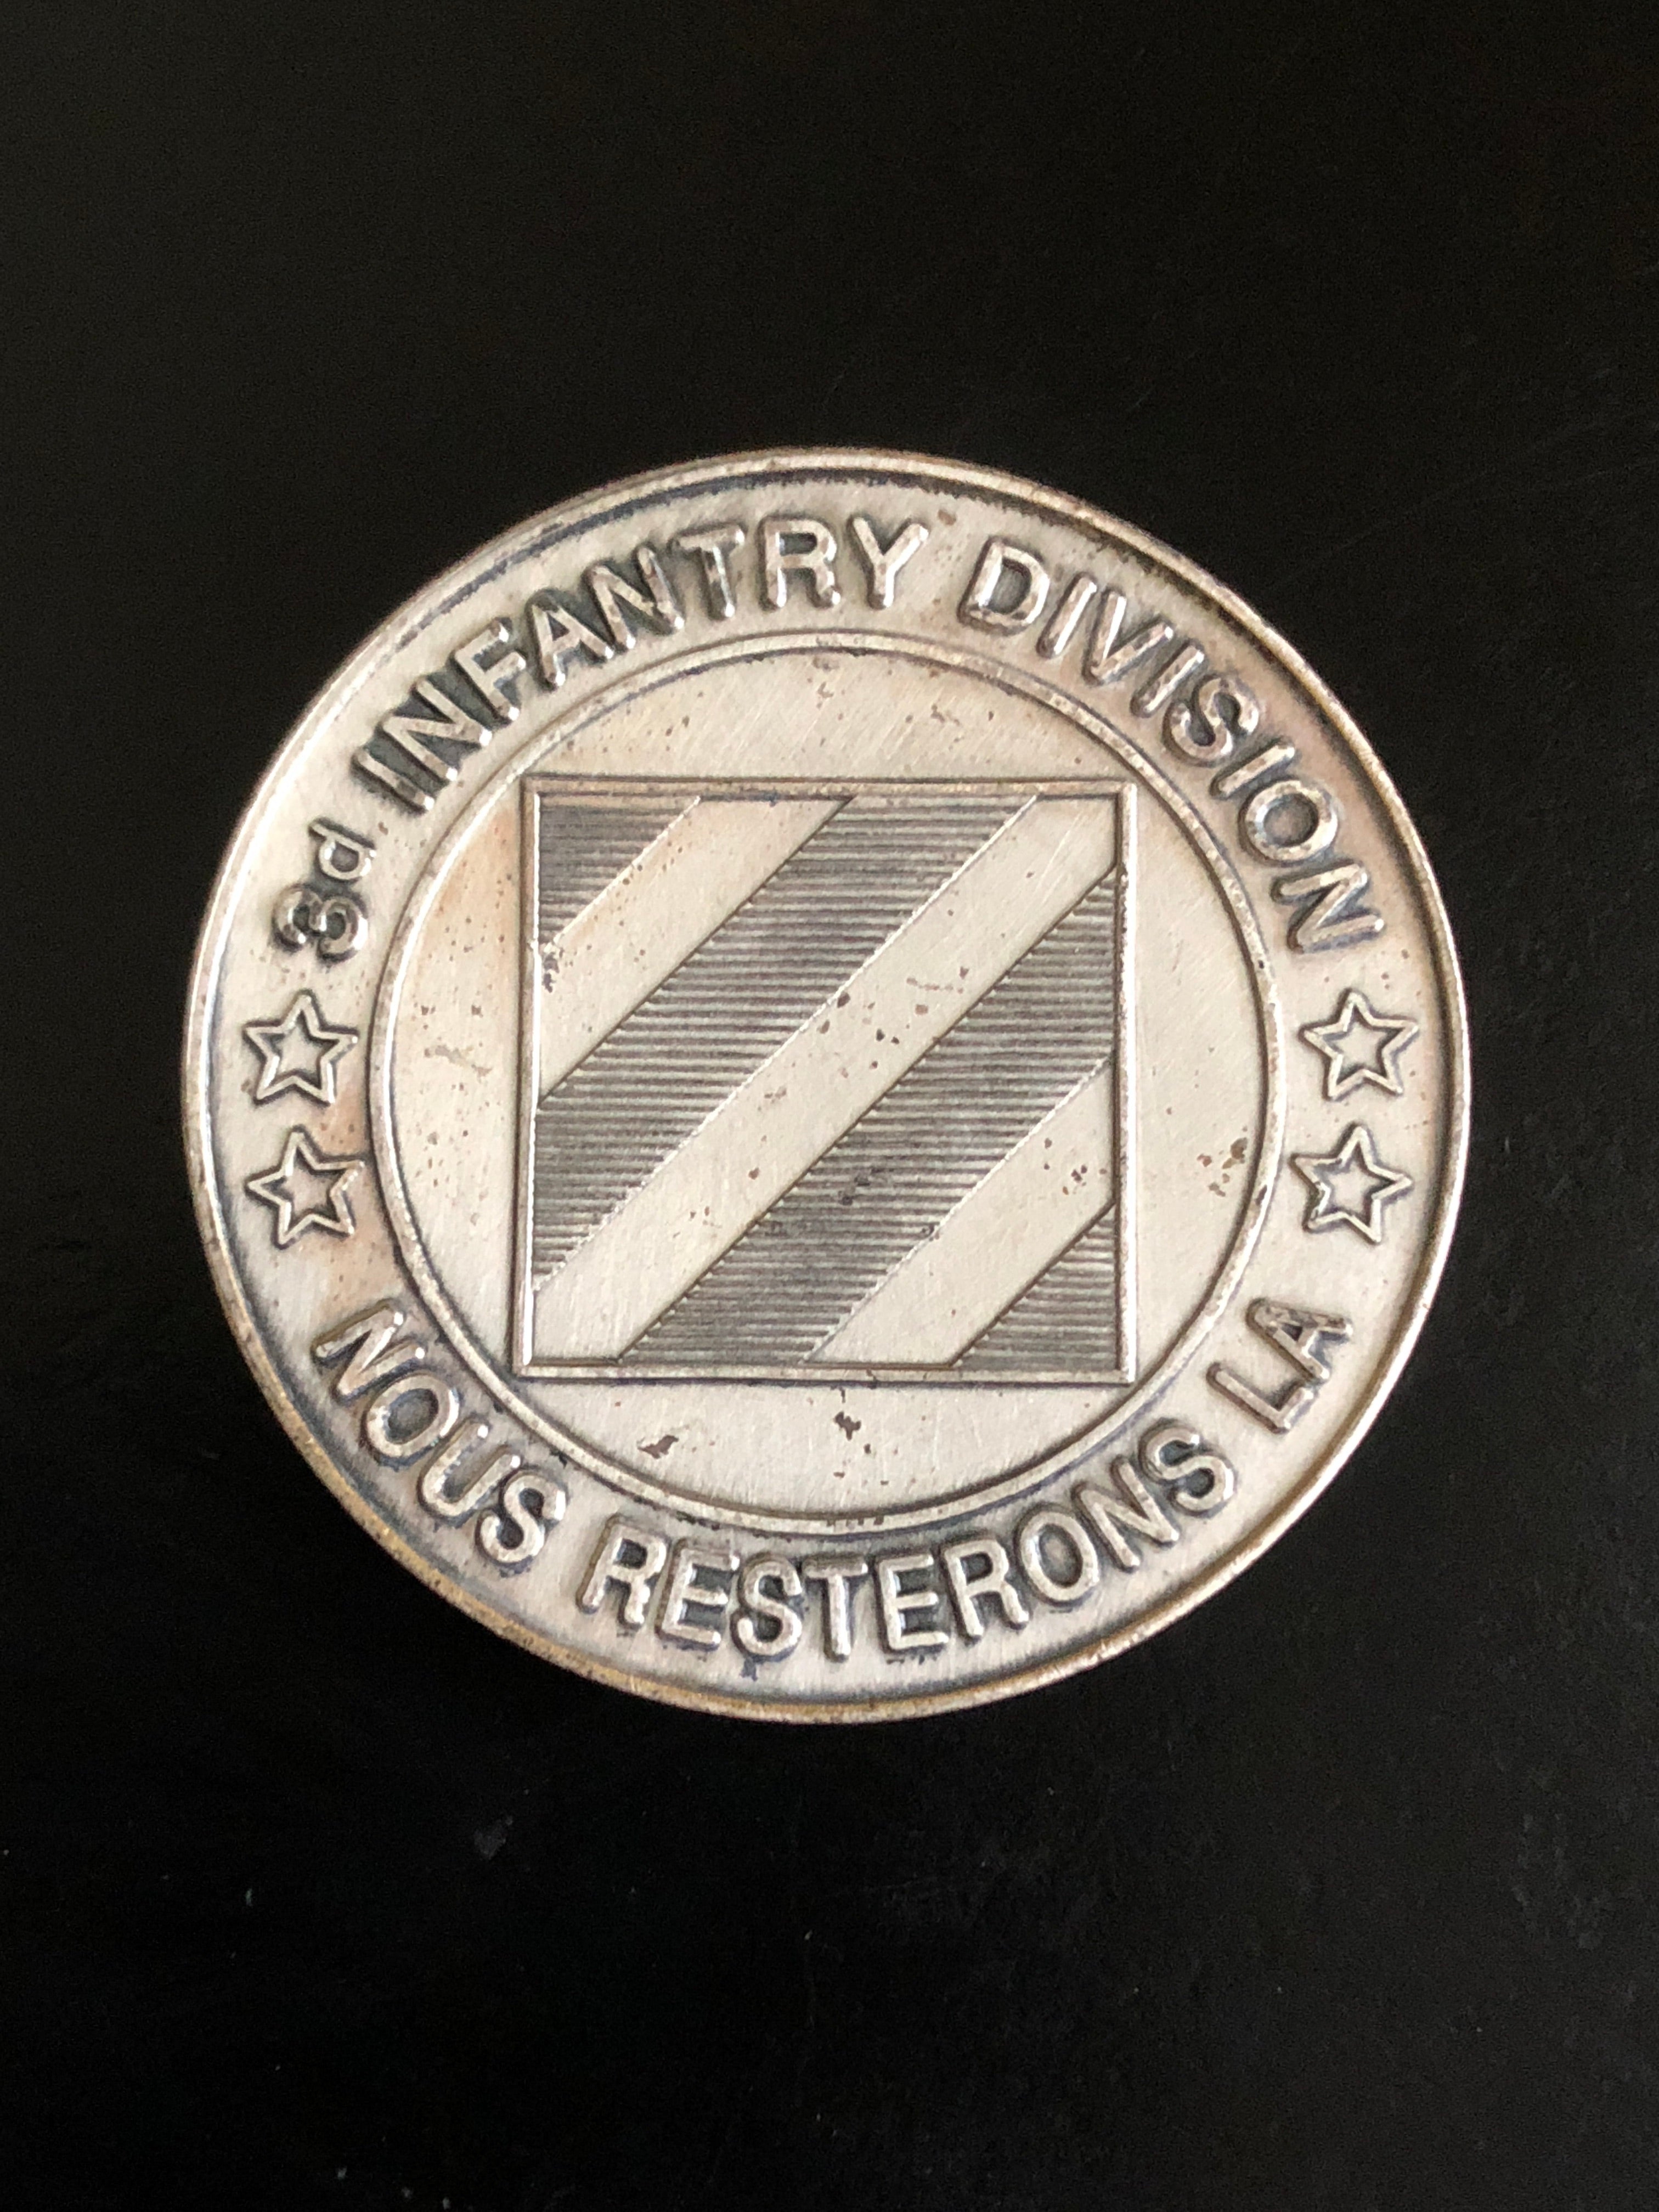 3d INFANTRY DIVISION
NOUS RESTERONS LA